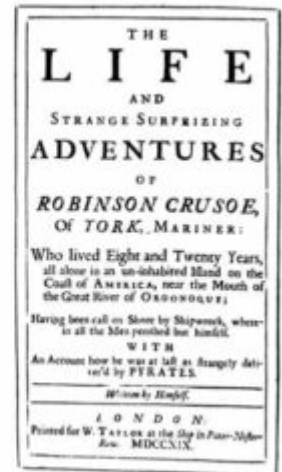 THE
LIFE
AND
STRANGE SURPRIZING
ADVENTURES
OF
ROBINSON CRUSOE,
Of YORK, MARINER:
Who lived Eight and Twenty Years,
all alone in an un-inhabited Island on the
Coast of AMERICA, near the Mouth of
the Great River of OROONOQUE;
Having been cast on Shore by Shipwreck, where-
in all the Men perished but himself.
WITH
An Account how he was at last as strangely deli-
ver'd by PYRATES.
Written by Himself.
LONDON:
Printed for W. TAYLOR at the Ship in Pater-Noster-
Row. MDCCXIX.